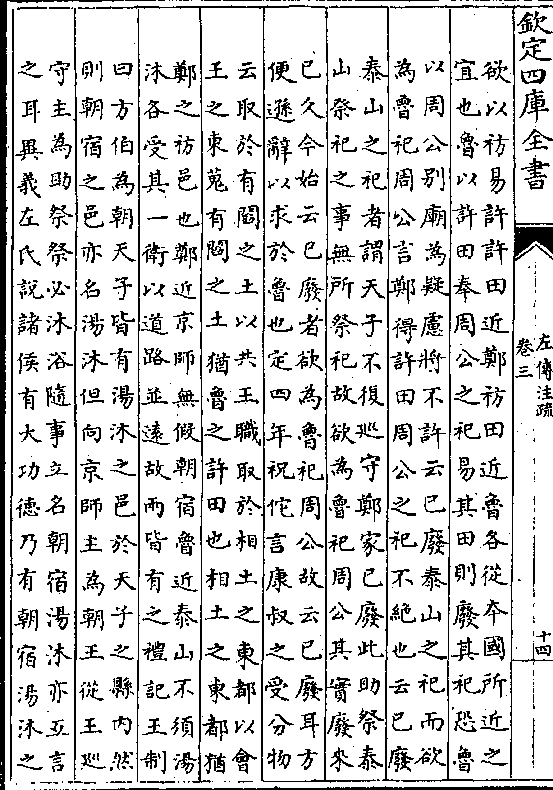 欽定四庫全書
左傳注疏
卷三
十四
欲以祊易許許田近鄭祊田近魯各從本國所近之
宜也魯以許田奉周公之祀易其田則廢其祀恐魯
以周公别廟為疑慮將不許云已廢泰山之祀而欲
為魯祀周公言鄭得許田周公之祀不絶也云已廢
泰山之祀者謂天子不復廵守鄭家已廢此助祭泰
山祭祀之事無所祭祀故欲為魯祀周公其實廢來
已久今始云已廢者欲為魯祀周公故云已廢耳方
便遜辭以求於魯也定四年祝佗言康叔之受分物
云取於有閻之土以共王職取於相土之東都以會
王之東蒐有閻之土猶魯之許田也相土之東都猶
鄭之祊邑也鄭近京師無假朝宿魯近泰山不須湯
沐各受其一衛以道路並遠故兩皆有之禮記王制
曰方伯為朝天子皆有湯沐之邑於天子之縣内然
則朝宿之邑亦名湯沐但向京師主為朝王從王廵
守主為助祭祭必沐浴隨事立名朝宿湯沐亦互言
之耳異義左氏説諸侯有大功德乃有朝宿湯沐之